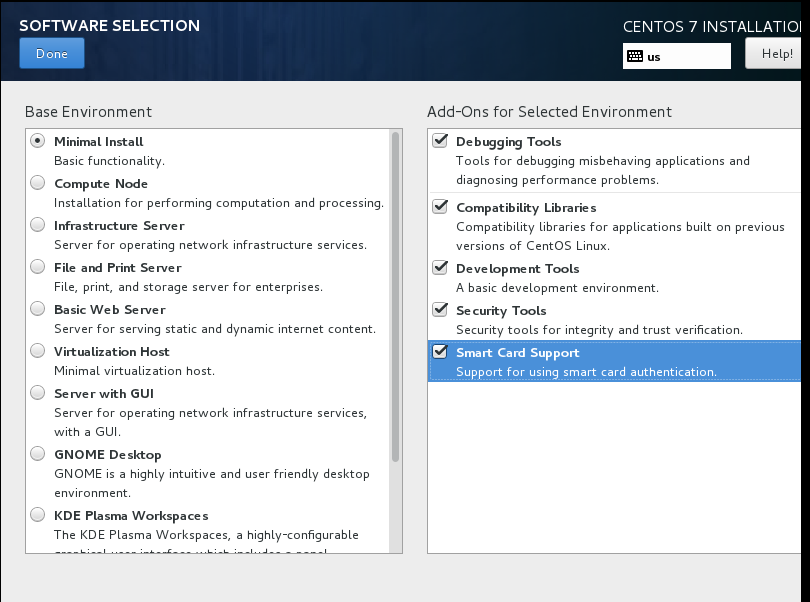 SOFTWARE SELECTION
CENTOS 7 INSTALLATIO
Done
us
Help!
Base Environment
Minimal Install
Basic functionality.
Compute Node
Installation for performing computation and processing.
Infrastructure Server
Server for operating network infrastructure services.
File and Print Server
File, print, and storage server for enterprises.
Basic Web Server
Server for serving static and dynamic internet content.
Virtualization Host
Minimal virtualization host.
Server with GUI
Server for operating network infrastructure services,
with a GUI.
GNOME Desktop
GNOME is a highly intuitive and user friendly desktop
environment.
KDE Plasma Workspaces
The KDE Plasma Workspaces, a highly-configurable
graphical user interface which includes a panel,
Add-Ons for Selected Environment
Debugging Tools
Tools for debugging misbehaving applications and
diagnosing performance problems.
Compatibility Libraries
Compatibility libraries for applications built on previous
versions of CentOS Linux.
Development Tools
A basic development environment.
Security Tools
Security tools for integrity and trust verification.
Smart Card Support
Support for using smart card authentication.